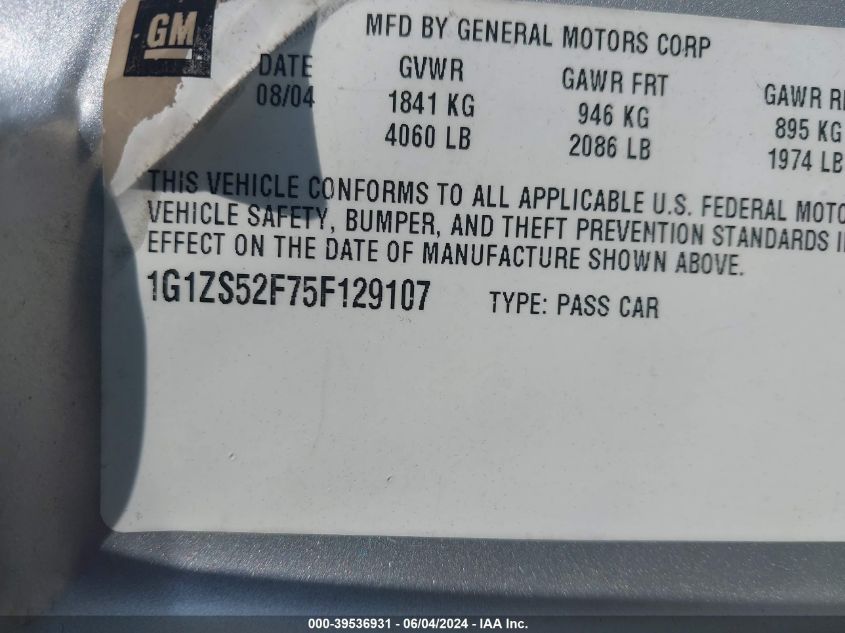 GM
MFD BY GENERAL MOTORS CORP
DATE GVWR GAWR FRT GAWR
08/04 1841 KG 946 KG 895 KG
4060 LB 2086 LB 1974 LB
THIS VEHICLE CONFORMS TO ALL APPLICABLE U.S. FEDERAL
VEHICLE SAFETY, BUMPER, AND THEFT PREVENTION STANDARDS
EFFECT ON THE DATE OF MANUFACTURE SHOWN ABOVE.
1G1ZS52F75F129107 TYPE: PASS CAR
000-39536931 - 06/04/2024 - IAA Inc.